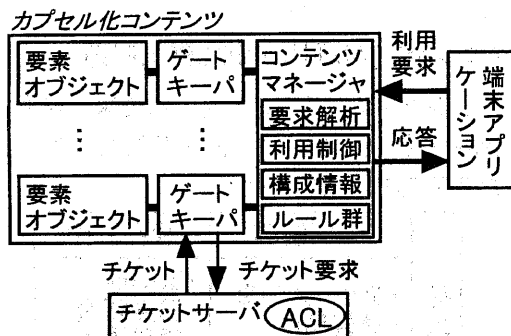 カプセル化コンテンツ
要素
オブジェクト
ゲート
キーパ
コンテンツ
マネージャ
要求解析
利用制御
構成情報
ルール群
要素
オブジェクト
ゲート
キーパ
利用
要求
応答
端末アプリ
ケーション
チケット
チケット要求
チケットサーバ
ACL